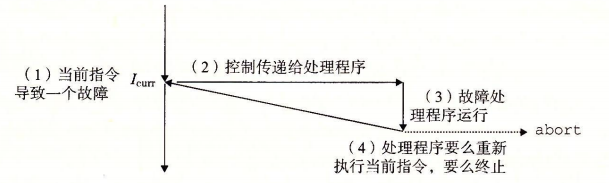 （1）当前指令
导致一个故障
Icurr
（2）控制传递给处理程序
（3）故障处
理程序运行
abort
（4）处理程序要么重新
执行当前指令，要么终止